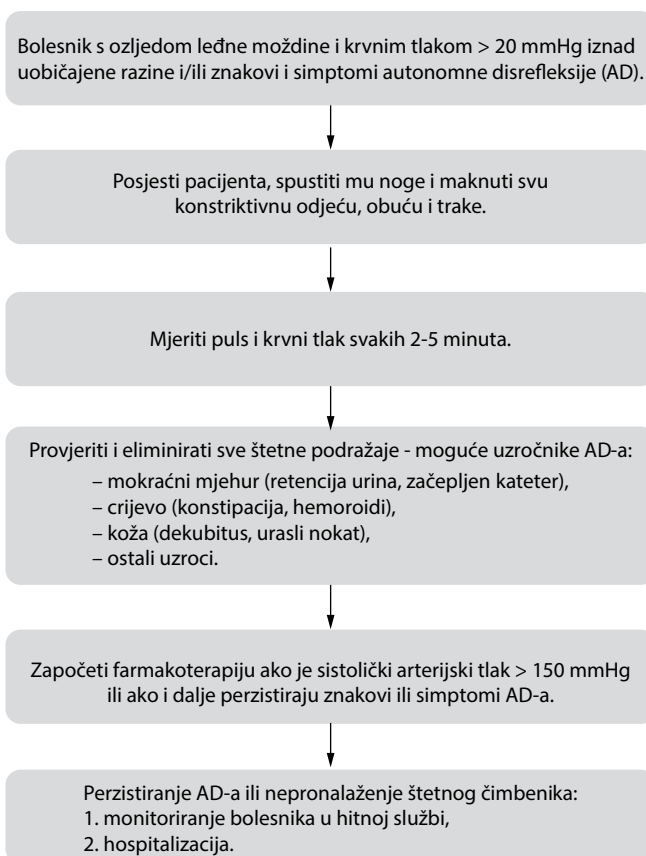 Bolesnik s ozljedom leđne moždine i krvnim tlakom > 20 mmHg iznad
uobičajene razine i/ili znakovi i simptomi autonomne disrefleksije (AD).
Posjesti pacijenta, spustiti mu noge i maknuti svu
konstriktivnu odjeću, obuću i trake.
Mjeriti puls i krvni tlak svakih 2-5 minuta.
Provjeriti i eliminirati sve štetne podražaje - moguće uzročnike AD-a:
– mokraćni mjehur (retencija urina, začepljen kateter),
– crijevo (konstipacija, hemoroidi),
– koža (dekubitus, urasli nokat),
– ostali uzroci.
Započeti farmakoterapiju ako je sistolički arterijski tlak > 150 mmHg
ili ako i dalje perzistiraju znakovi ili simptomi AD-a.
Perzistiranje AD-a ili nepronalaženje štetnog čimbenika:
1. monitoriranje bolesnika u hitnoj službi,
2. hospitalizacija.